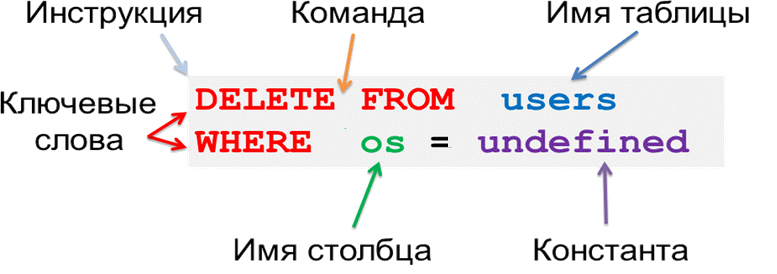 Инструкция Команда Имя таблицы
Ключевые слова
DELETE FROM users
WHERE os = undefined
Имя столбца Константа